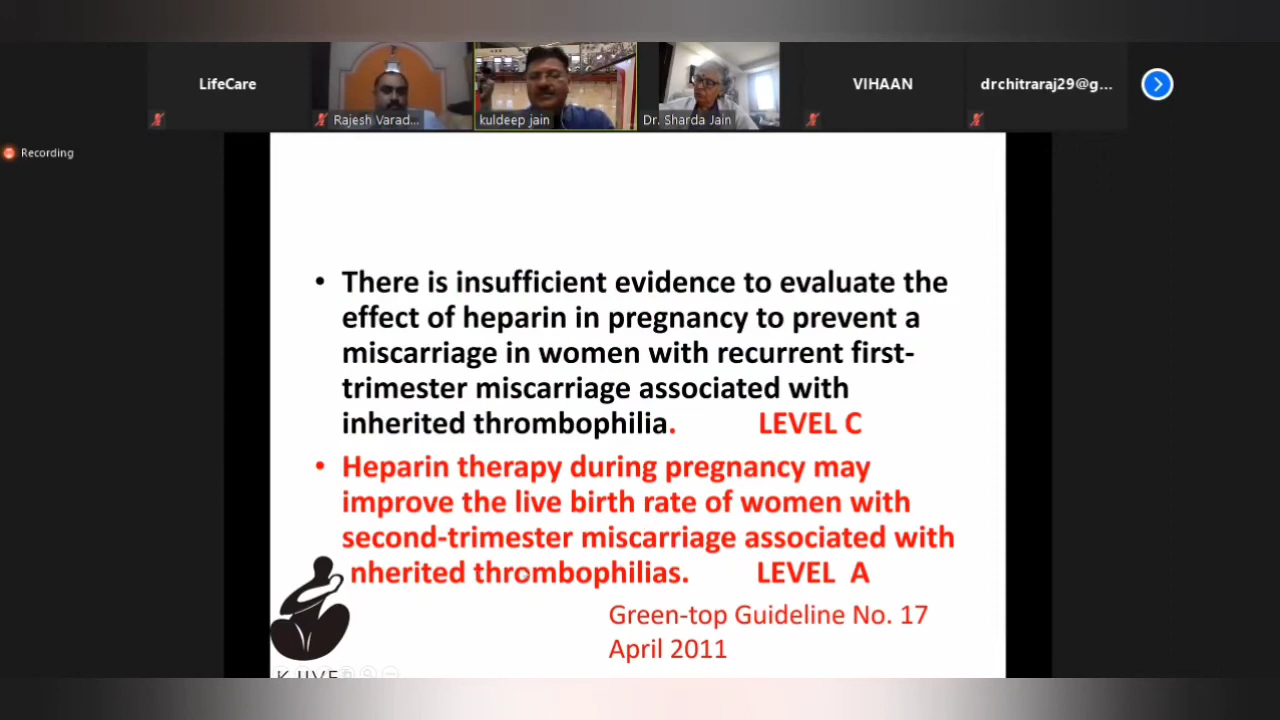 LifeCare
Rajesh Varad...
kuldeep jain
Dr. Sharda Jain
VIHAAN
drchitraraj29@g...
Recording
• There is insufficient evidence to evaluate the
effect of heparin in pregnancy to prevent a
miscarriage in women with recurrent first-
trimester miscarriage associated with
inherited thrombophilia. LEVEL C
• Heparin therapy during pregnancy may
improve the live birth rate of women with
second-trimester miscarriage associated with
nherited thrombophilias. LEVEL A
Green-top Guideline No. 17
April 2011